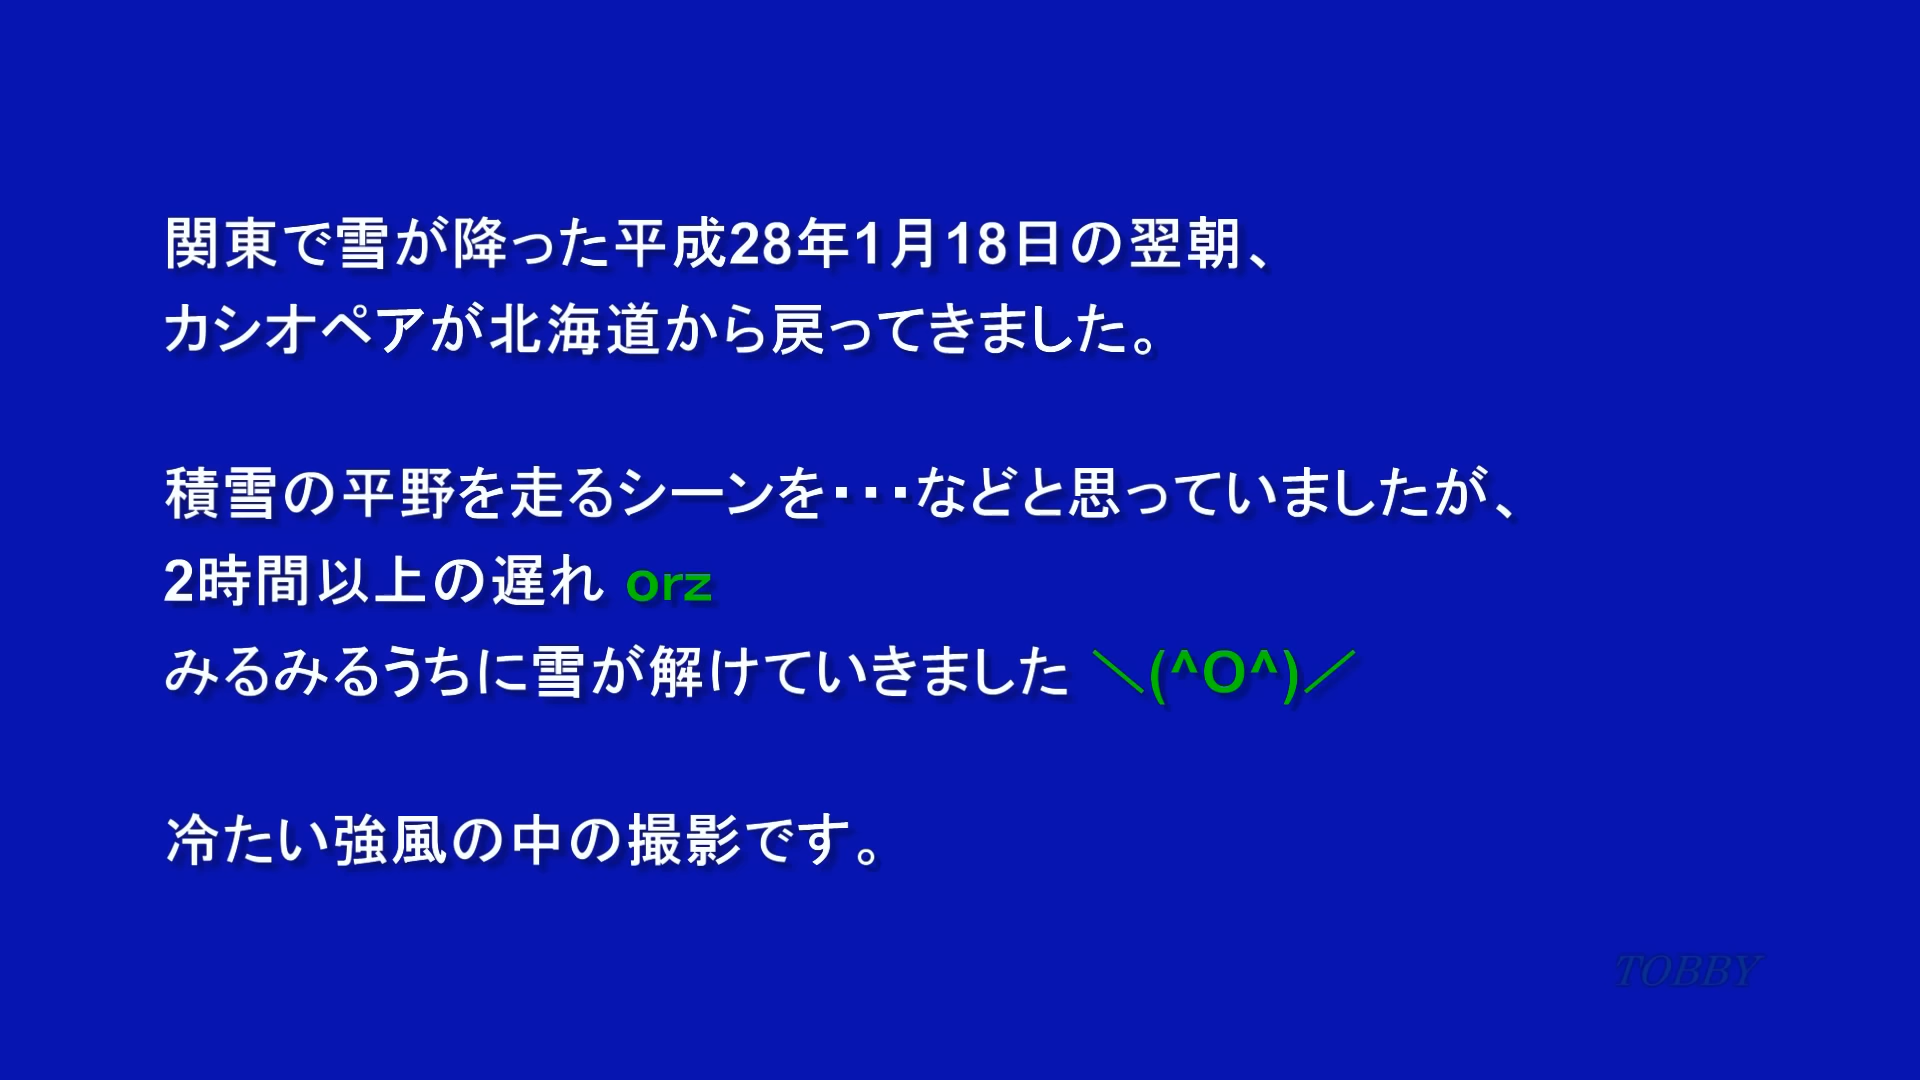 関東で雪が降った平成28年1月18日の翌朝、
カシオペアが北海道から戻ってきました。
積雪の平野を走るシーンを･･･などと思っていましたが、
2時間以上の遅れ orz
みるみるうちに雪が解けていきました ＼(^O^)／
冷たい強風の中の撮影です。
TOBBY